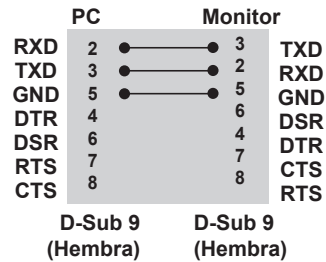 PC Monitor
RXD 2 3 TXD
TXD 3 2 RXD
GND 5 5 GND
DTR 4 6 DSR
DSR 6 4 DTR
RTS 7 7 CTS
CTS 8 8 RTS
D-Sub 9 D-Sub 9
(Hembra) (Hembra)